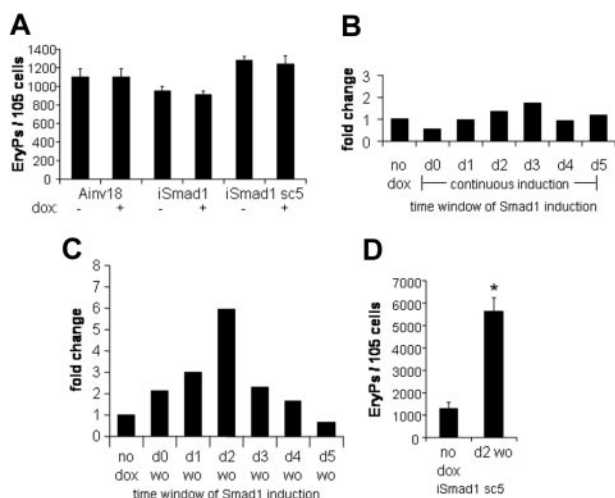 A
EryPs / 105 cells
1400
1200
1000
800
600
400
200
0
Ainv18 iSmad1 iSmad1 sc5
dox: - + - + - +
B
fold change
3
2
1
0
no dox d0 d1 d2 d3 d4 d5
continuous induction
time window of Smad1 induction
C
fold change
8
7
6
5
4
3
2
1
0
no d0 d1 d2 d3 d4 d5
dox wo wo wo wo wo wo
time window of Smad1 induction
D
EryPs / 105 cells
7000
6000
5000
4000
3000
2000
1000
0
*
no dox d2 wo
iSmad1 sc5